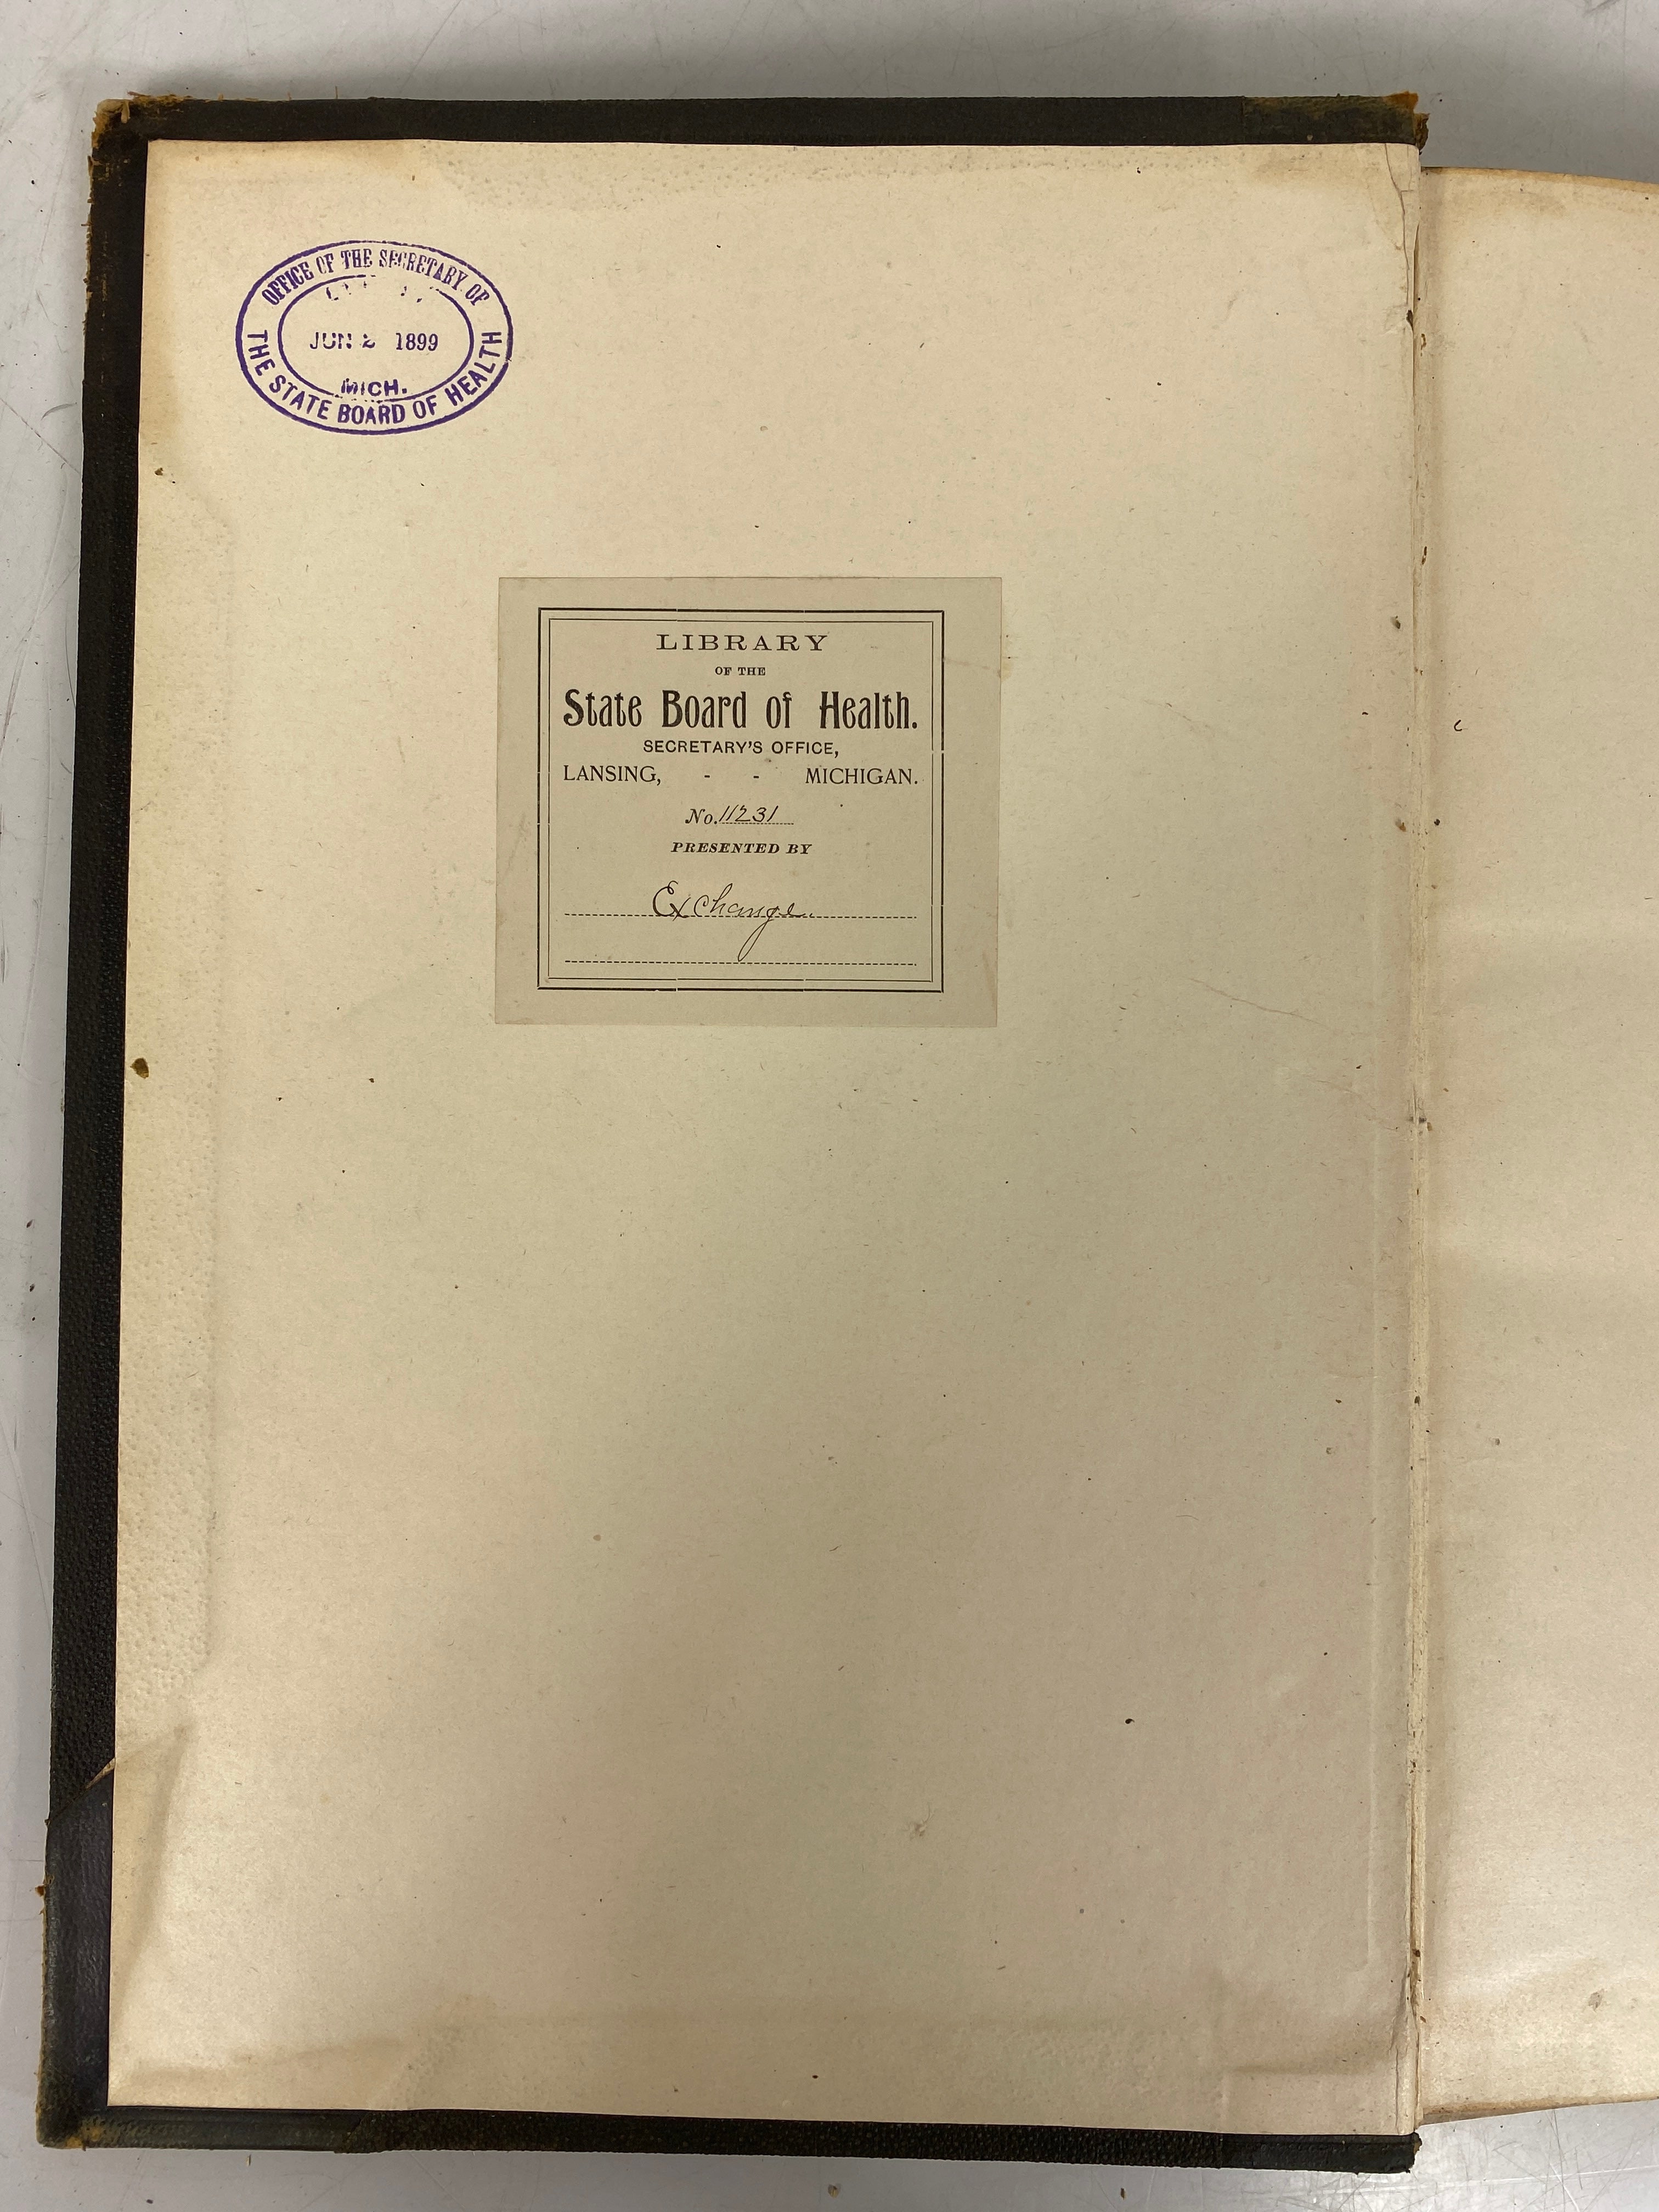 OFFICE OF THE SECRETARY OF
JUN 2 1899
MICH.
THE STATE BOARD OF HEALTH
LIBRARY
OF THE
State Board of Health.
SECRETARY'S OFFICE,
LANSING, - - MICHIGAN.
No. 11231
PRESENTED BY
Exchange.